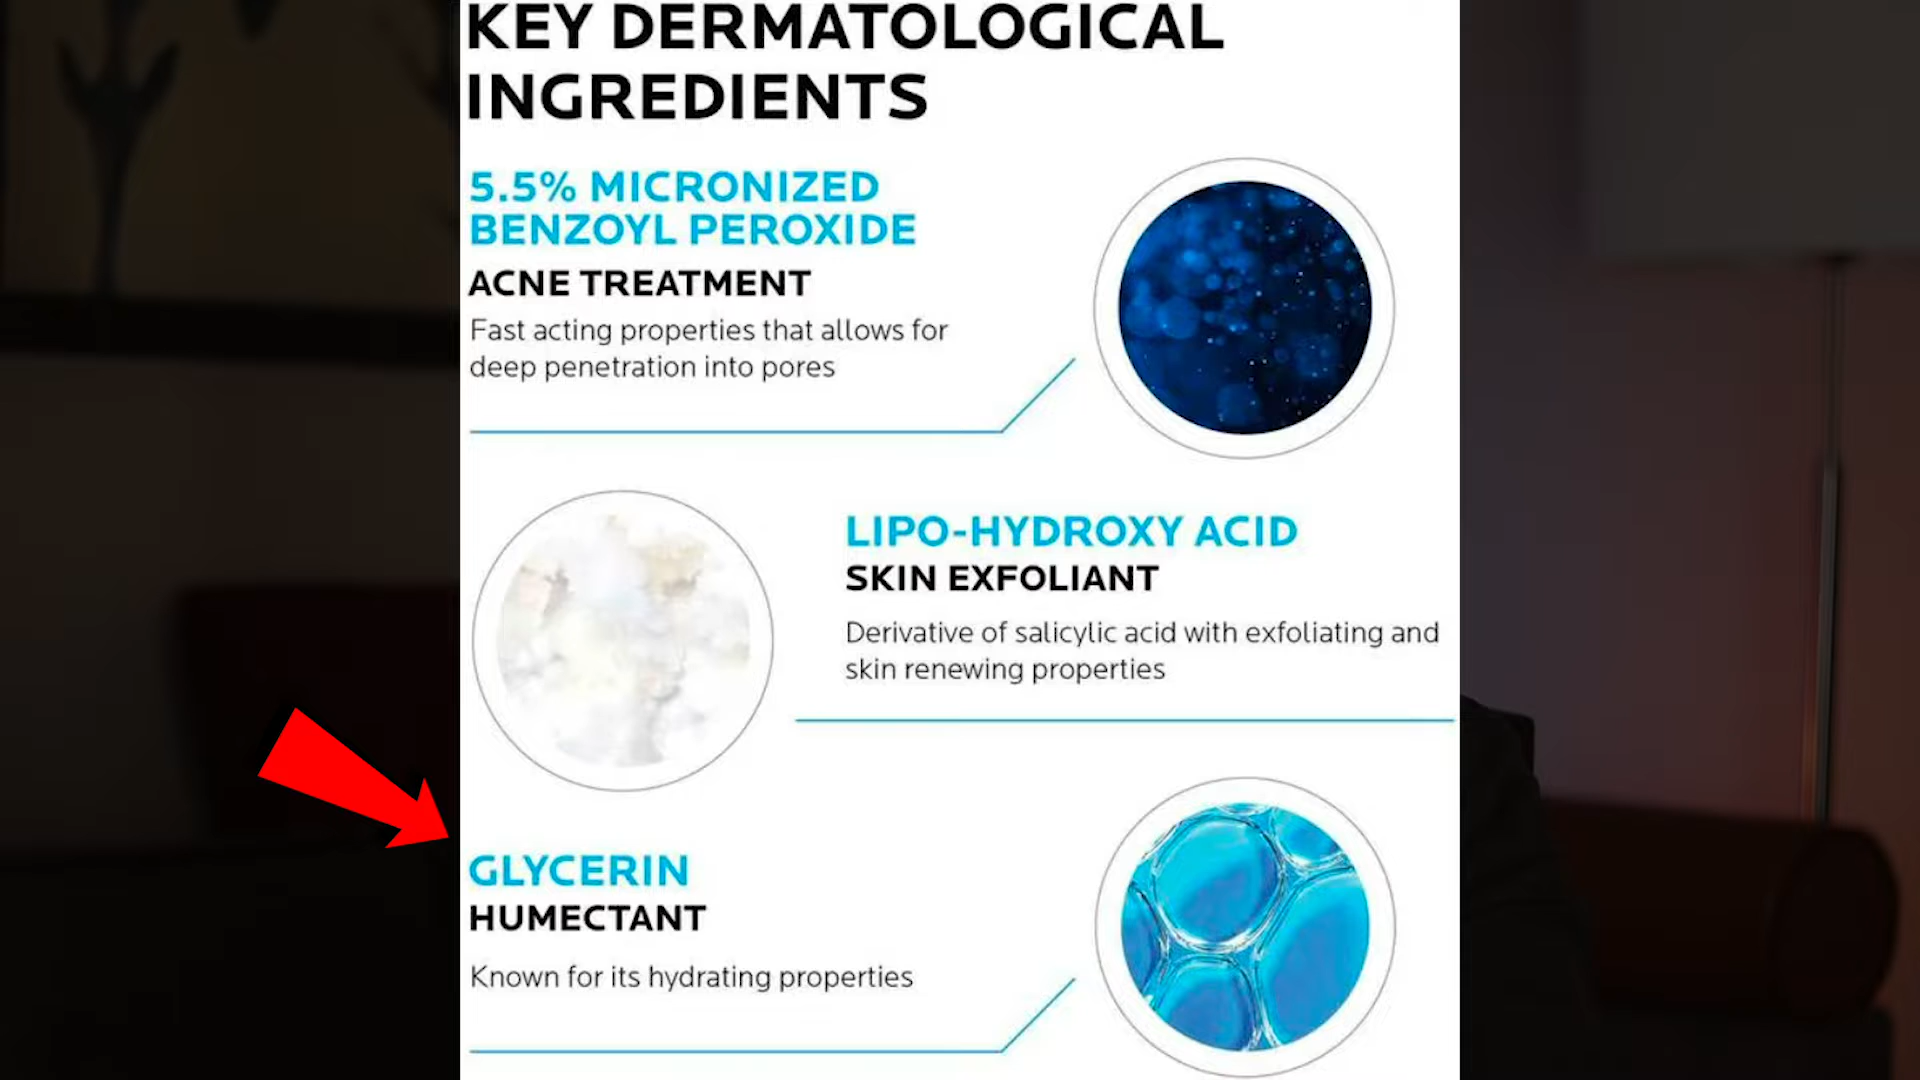 KEY DERMATOLOGICAL
INGREDIENTS
5.5% MICRONIZED
BENZOYL PEROXIDE
ACNE TREATMENT
Fast acting properties that allows for
deep penetration into pores
LIPO-HYDROXY ACID
SKIN EXFOLIANT
Derivative of salicylic acid with exfoliating and
skin renewing properties
GLYCERIN
HUMECTANT
Known for its hydrating properties